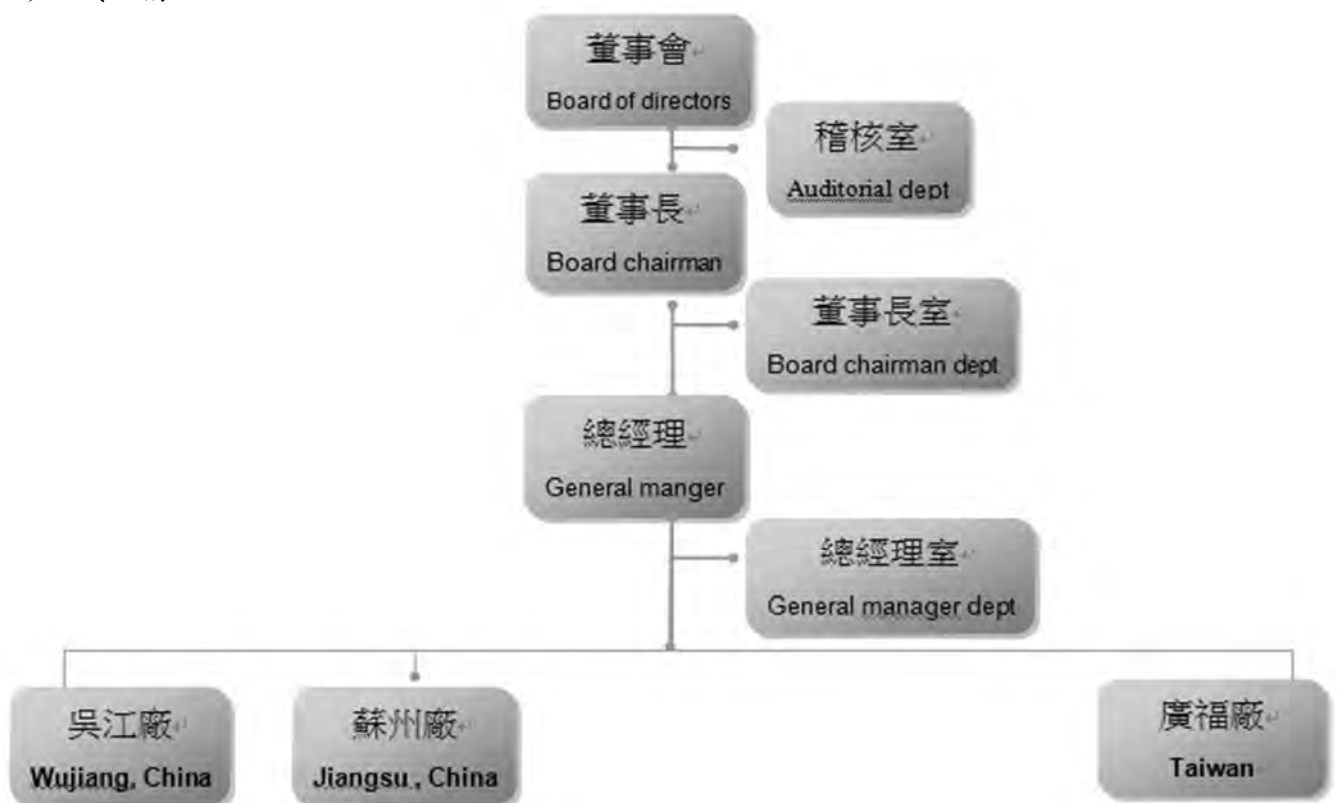 董事會
Board of directors
稽核室
Auditorial dept
董事長
Board chairman
董事長室
Board chairman dept
總經理
General manger
總經理室
General manager dept
吳江廠
Wujiang, China
蘇州廠
Jiangsu , China
廣福廠
Taiwan